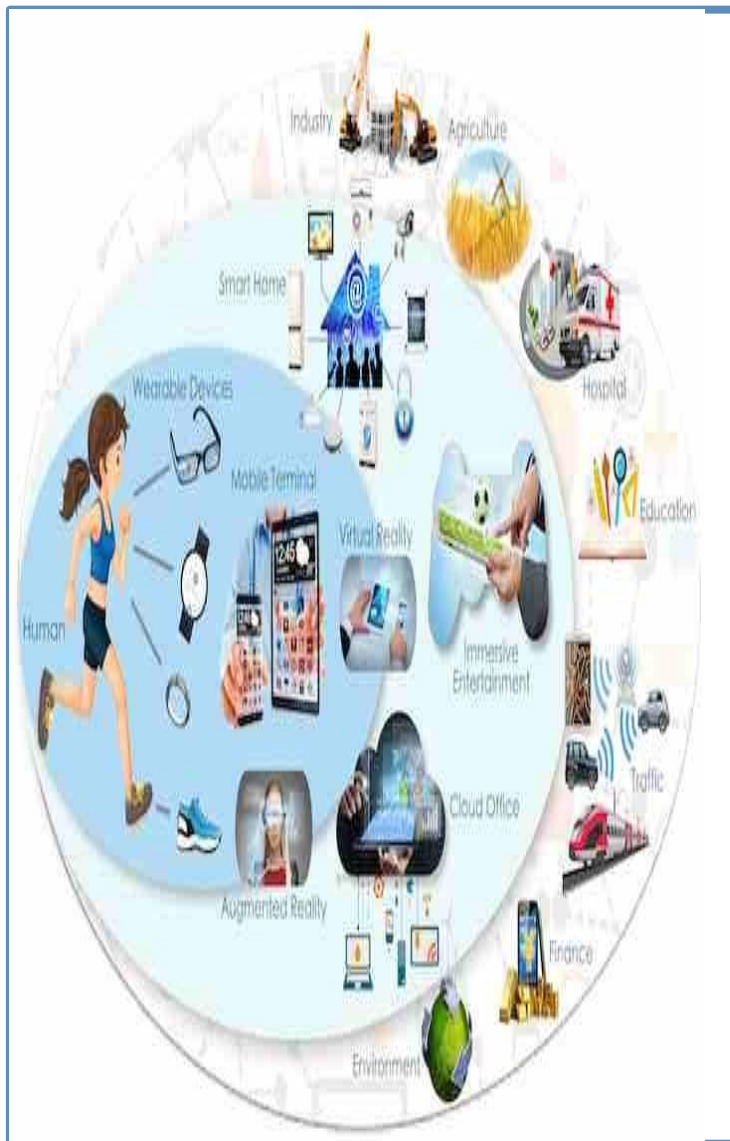 Industry
Agriculture
Smart Home
Hospital
Wearable Devices
Mobile Terminal
Virtual Reality
Education
Human
Immersive
Entertainment
Traffic
Cloud Office
Augmented Reality
Finance
Environment